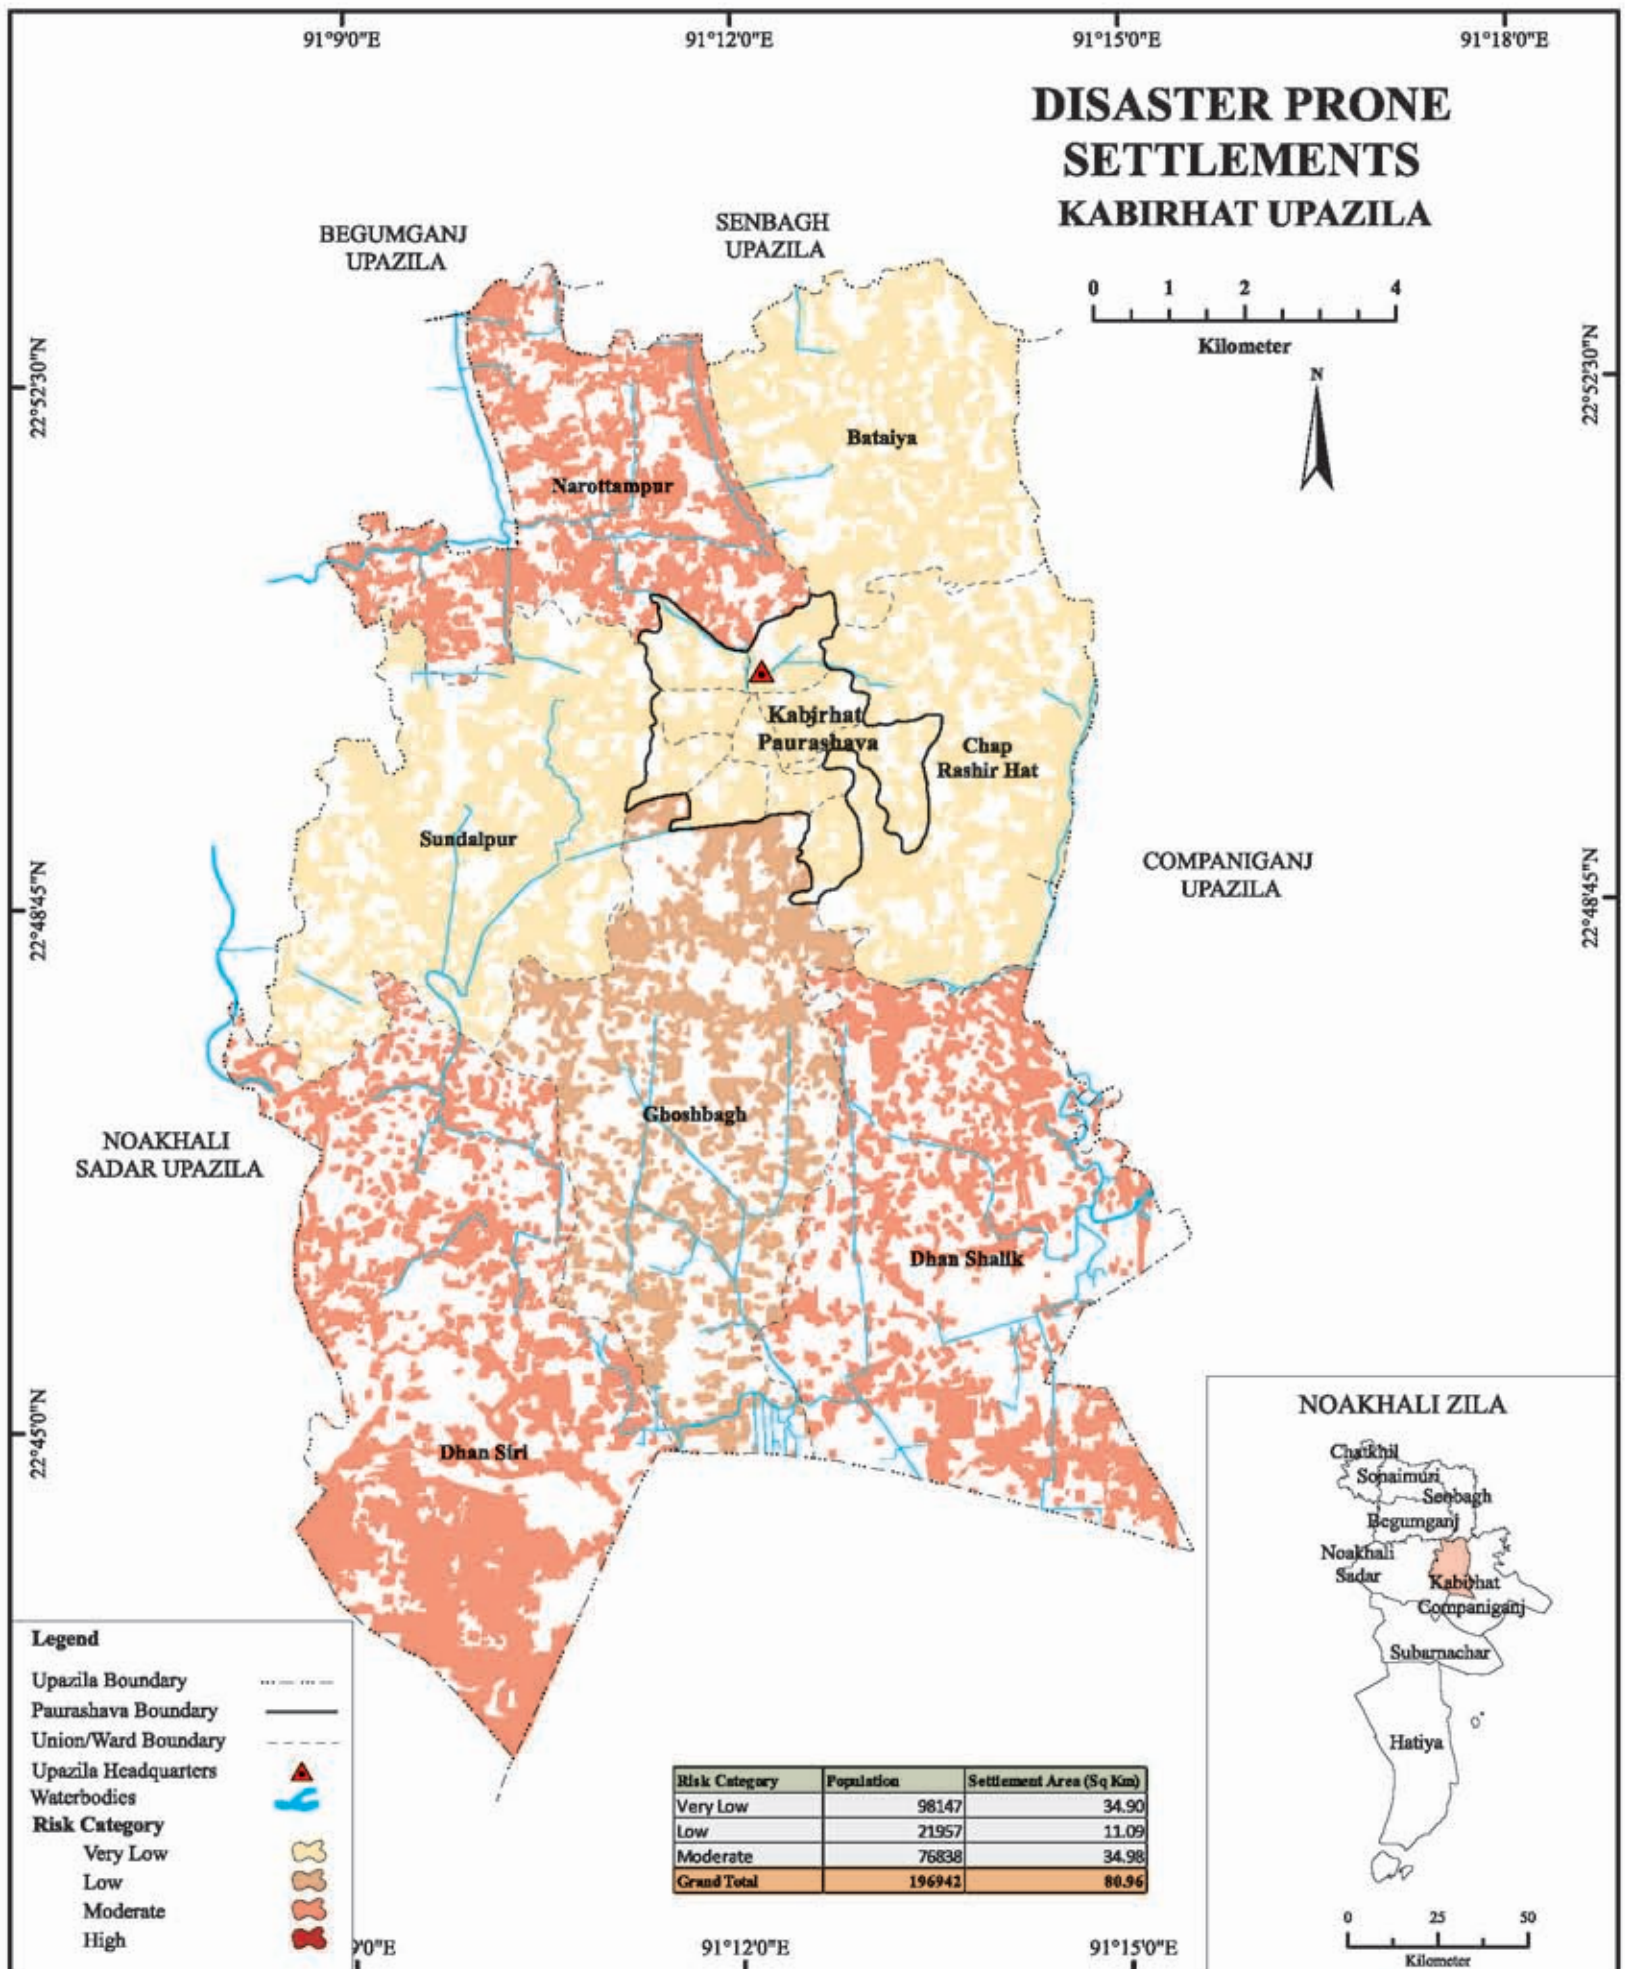 91°9'0"E 91°12'0"E 91°15'0"E 91°18'0"E
DISASTER PRONE
SETTLEMENTS
KABIRHAT UPAZILA
BEGUMGANJ
UPAZILA
SENBAGH
UPAZILA
0 1 2 4
Kilometer
N
22°52'30"N
22°52'30"N
Bataiya
Narottampur
Kabirhat
Paurashava
Chap
Rashir Hat
Sundalpur
COMPANIGANJ
UPAZILA
22°48'45"N
22°48'45"N
Ghoshbagh
NOAKHALI
SADAR UPAZILA
Dhan Shalik
22°45'0"N
Dhan Siri
NOAKHALI ZILA
Chatkhil
Sonaimuri
Senbagh
Begumganj
Noakhali
Sadar
Kabirhat
Companiganj
Subarnachar
Hatiya
0 25 50
Kilometer
Legend
Upazila Boundary
Paurashava Boundary
Union/Ward Boundary
Upazila Headquarters
Waterbodies
Risk Category
Very Low
Low
Moderate
High
Risk Category Population Settlement Area (Sq Km)
Very Low 98147 34.90
Low 21957 11.09
Moderate 76838 34.98
Grand Total 196942 80.96
9'0"E 91°12'0"E 91°15'0"E